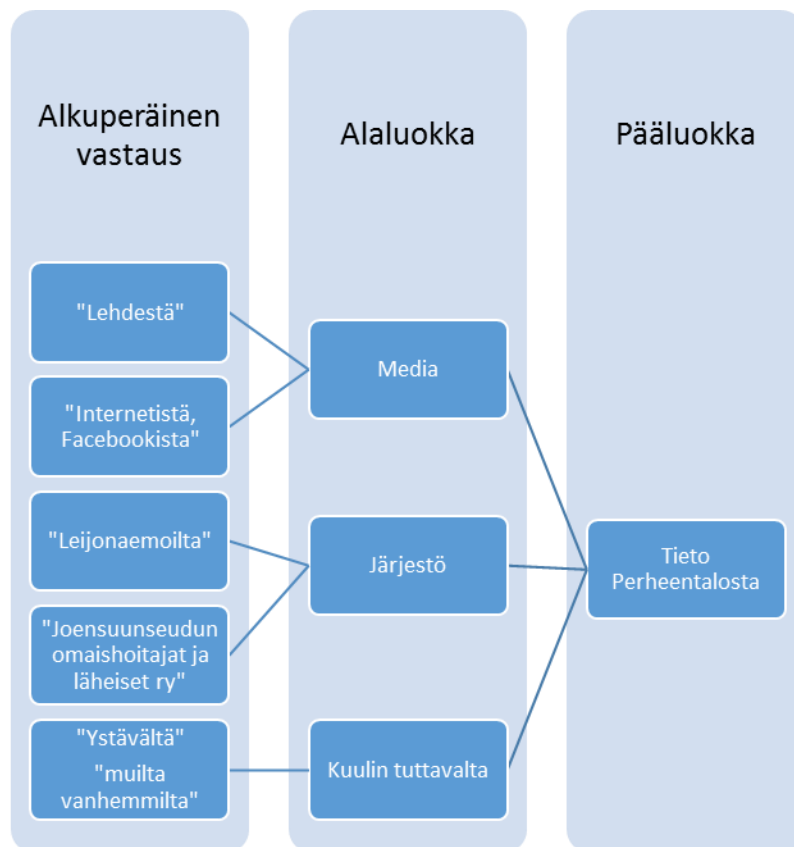 Alkuperäinen
vastaus
Alaluokka
Pääluokka
"Lehdestä"
"Internetistä,
Facebookista"
"Leijonaemoilta"
"Joensuunseudun
omaishoitajat ja
läheiset ry"
"Ystävältä"
"muilta
vanhemmilta"
Media
Järjestö
Kuulin tuttavalta
Tieto
Perheentalosta